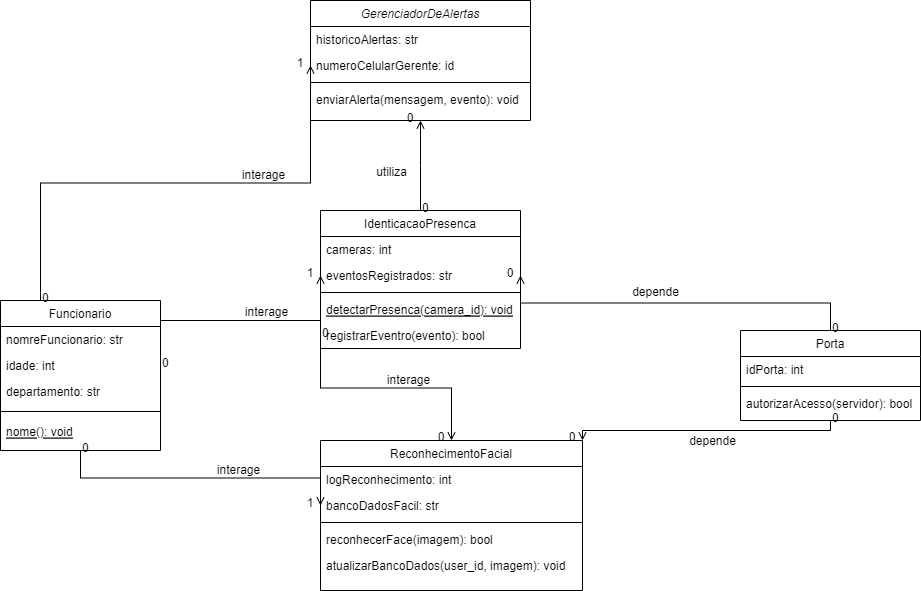 GerenciadorDeAlertas
historicoAlertas: str
numeroCelularGerente: id
1
enviarAlerta(mensagem, evento): void
0
utiliza
interage
0
IdenticacaoPresenca
cameras: int
eventosRegistrados: str
1
0
detectarPresenca(camera_id): void
registrarEventro(evento): bool
0
depende
0
Porta
idPorta: int
autorizarAcesso(servidor): bool
0
depende
0
Funcionario
nomreFuncionario: str
idade: int
departamento: str
nome(): void
0
interage
0
interage
0
interage
0
ReconhecimentoFacial
logReconhecimento: int
bancoDadosFacil: str
1
reconhecerFace(imagem): bool
atualizarBancoDados(user_id, imagem): void